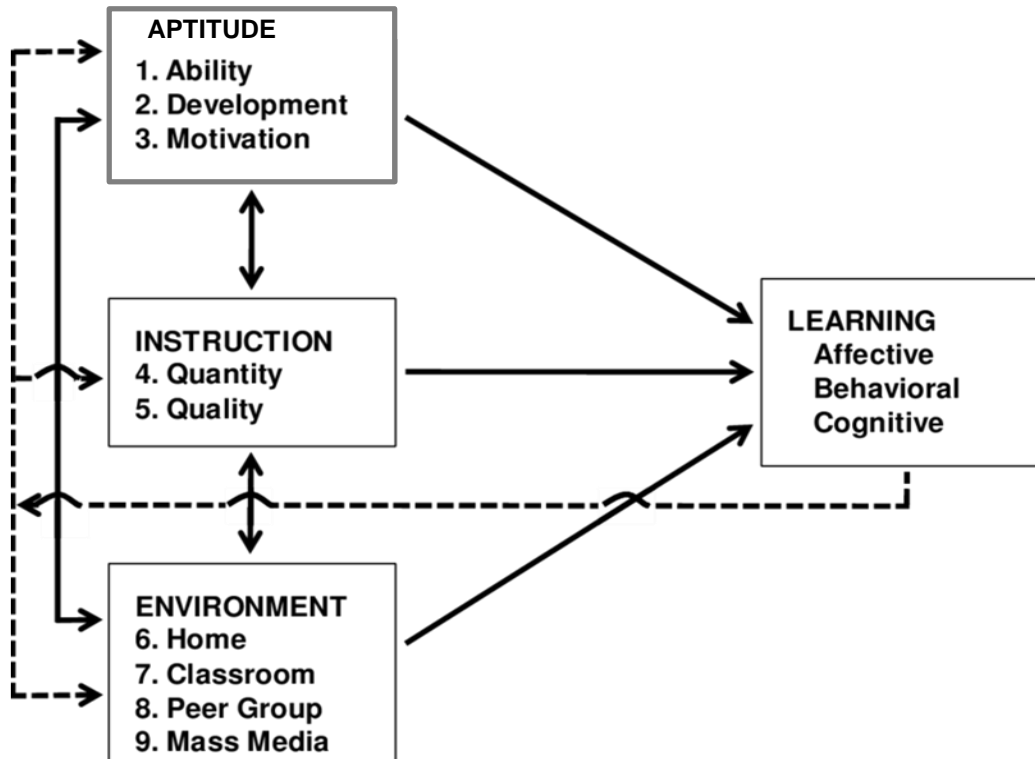 APTITUDE
1. Ability
2. Development
3. Motivation
INSTRUCTION
4. Quantity
5. Quality
ENVIRONMENT
6. Home
7. Classroom
8. Peer Group
9. Mass Media
LEARNING
Affective
Behavioral
Cognitive